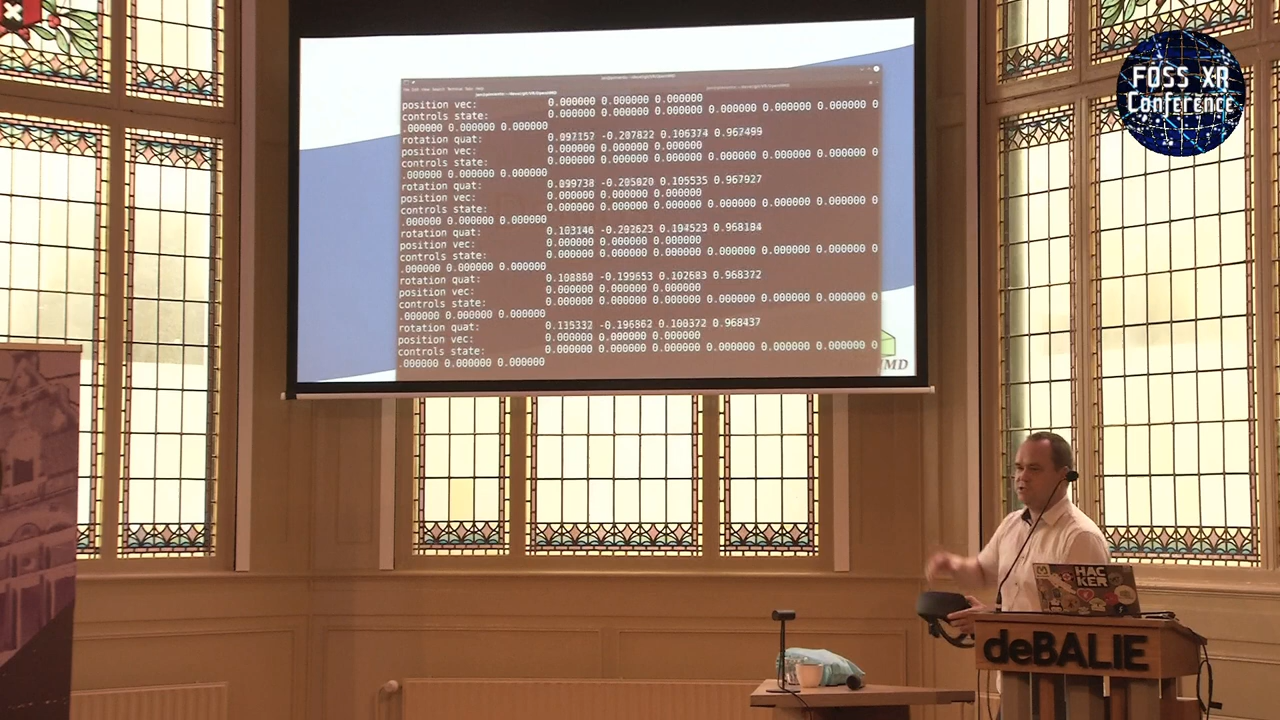 FOSS XR
Conference
position vec: 0.000000 0.000000 0.000000
controls state: 0.000000 0.000000 0.000000 0.000000 0.000000 0.000000 0
.000000 0.000000 0.000000
rotation quat: 0.097157 -0.207822 0.106374 0.967499
position vec: 0.000000 0.000000 0.000000
controls state: 0.000000 0.000000 0.000000 0.000000 0.000000 0.000000 0
.000000 0.000000 0.000000
rotation quat: 0.099738 -0.205020 0.105535 0.967927
position vec: 0.000000 0.000000 0.000000
controls state: 0.000000 0.000000 0.000000 0.000000 0.000000 0.000000 0
.000000 0.000000 0.000000
rotation quat: 0.103146 -0.202623 0.104523 0.968184
position vec: 0.000000 0.000000 0.000000
controls state: 0.000000 0.000000 0.000000 0.000000 0.000000 0.000000 0
.000000 0.000000 0.000000
rotation quat: 0.108860 -0.199653 0.102683 0.968372
position vec: 0.000000 0.000000 0.000000
controls state: 0.000000 0.000000 0.000000 0.000000 0.000000 0.000000 0
.000000 0.000000 0.000000
rotation quat: 0.115332 -0.196862 0.100372 0.968437
position vec: 0.000000 0.000000 0.000000
controls state: 0.000000 0.000000 0.000000 0.000000 0.000000 0.000000 0
.000000 0.000000 0.000000
MD
HAC
KER
deBALIE